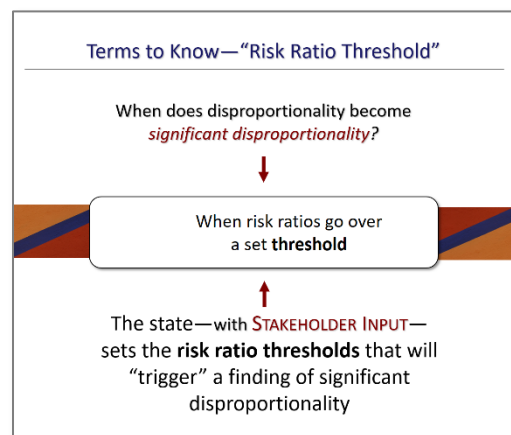 Terms to Know—“Risk Ratio Threshold”
When does disproportionality become
significant disproportionality?
When risk ratios go over
a set threshold
The state—with STAKEHOLDER INPUT—
sets the risk ratio thresholds that will
“trigger” a finding of significant
disproportionality